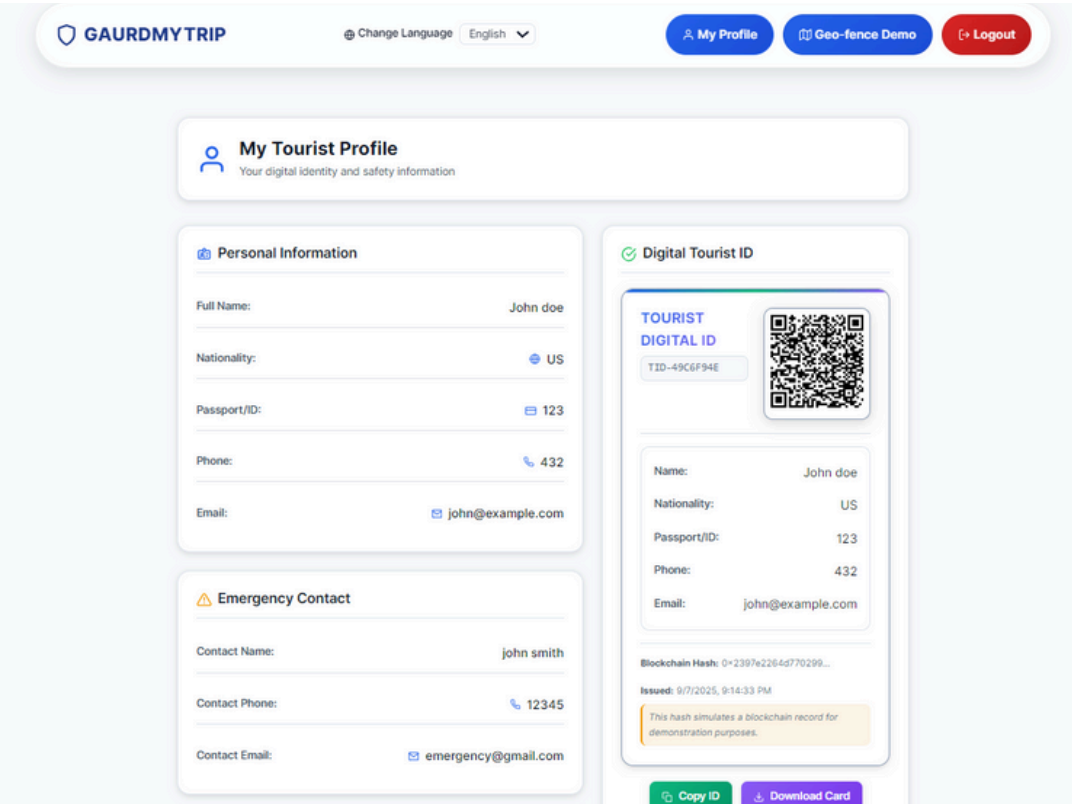 GAURDMYTRIP
Change Language English
My Profile
Geo-fence Demo
Logout
My Tourist Profile
Your digital identity and safety information
Personal Information
Full Name: John doe
Nationality: US
Passport/ID: 123
Phone: 432
Email: john@example.com
Emergency Contact
Contact Name: john smith
Contact Phone: 12345
Contact Email: emergency@gmail.com
Digital Tourist ID
TOURIST
DIGITAL ID
TID-49C6F94E
Name: John doe
Nationality: US
Passport/ID: 123
Phone: 432
Email: john@example.com
Blockchain Hash: 0×2397e2264d770299...
Issued: 9/7/2025, 9:14:33 PM
This hash simulates a blockchain record for
demonstration purposes.
Copy ID
Download Card